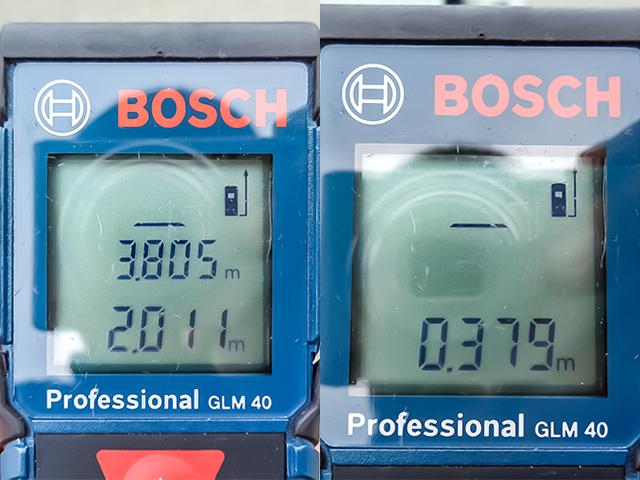 BOSCH
3.805 m
2.011 m
Professional GLM 40
BOSCH
0.379 m
Professional GLM 40